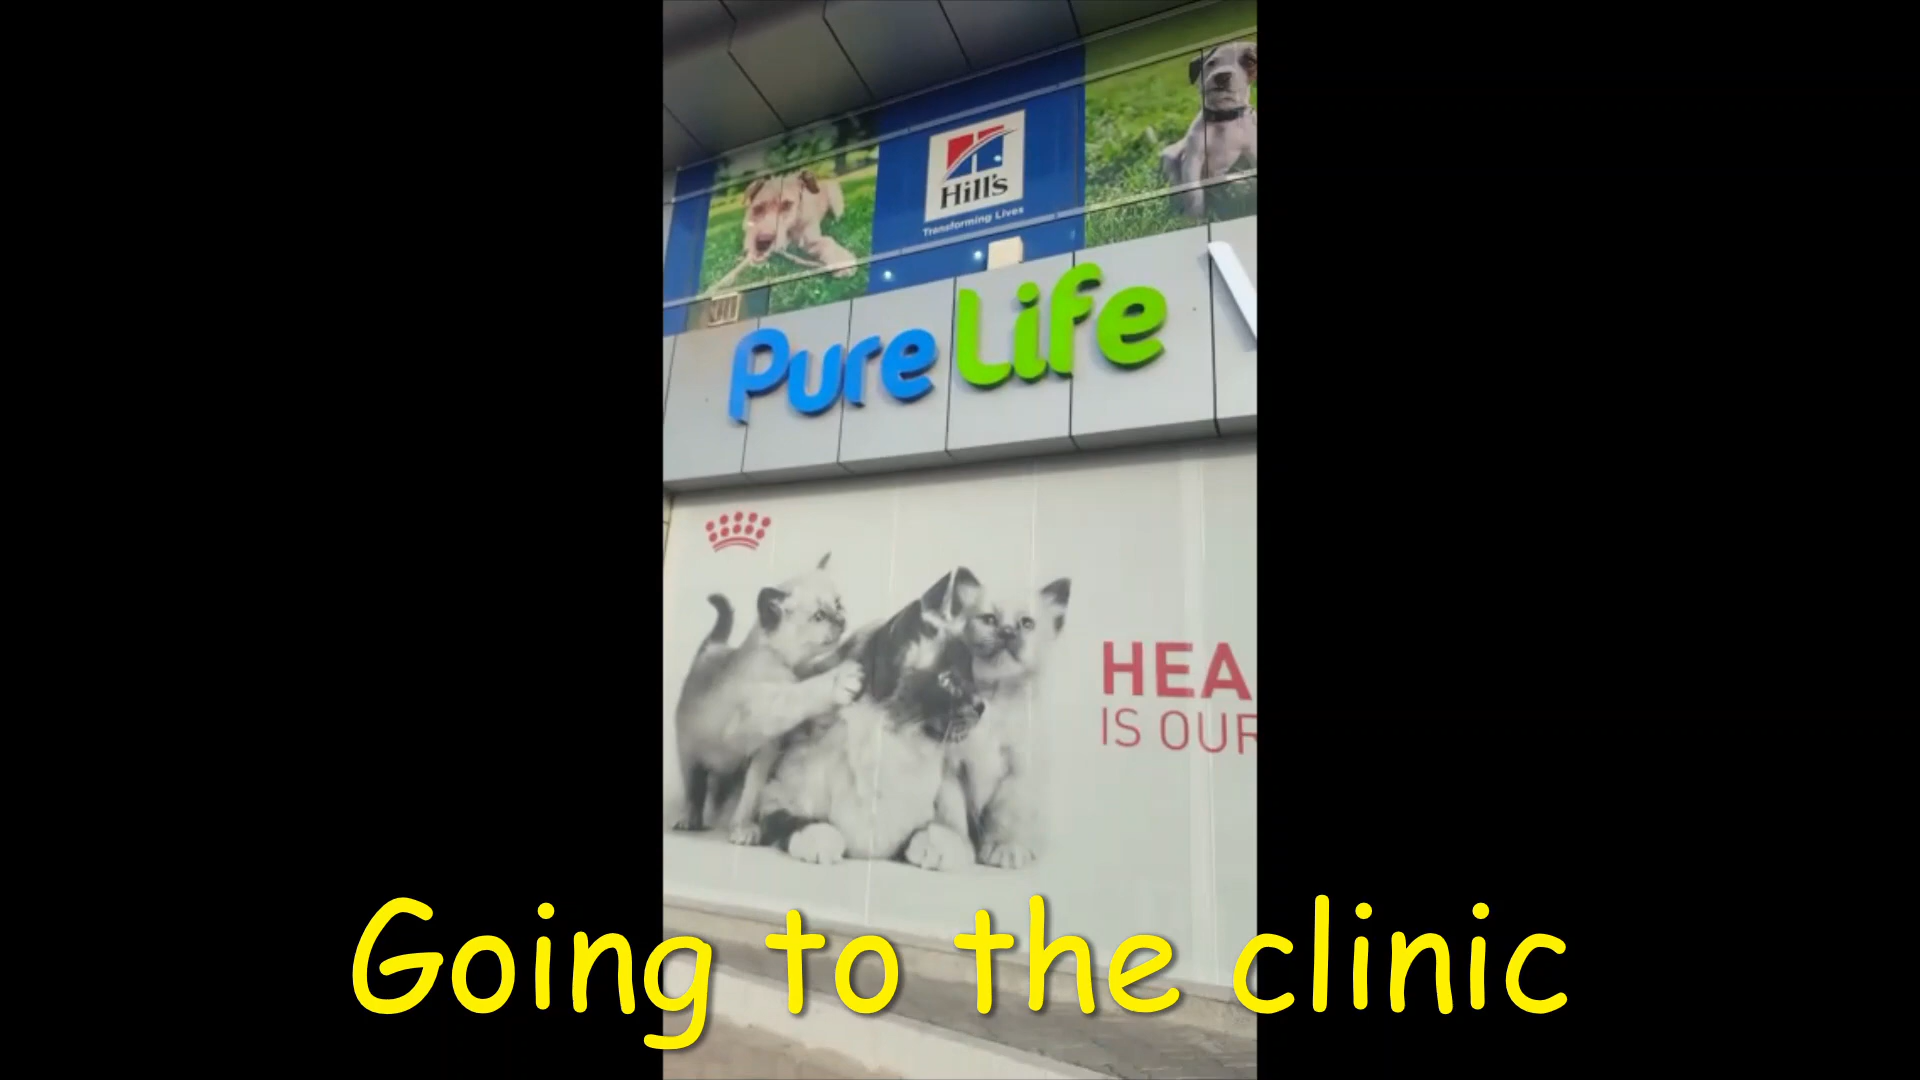 Hill's
Transforming Lives
Pure Life
HEA
IS OUR
Going to the clinic